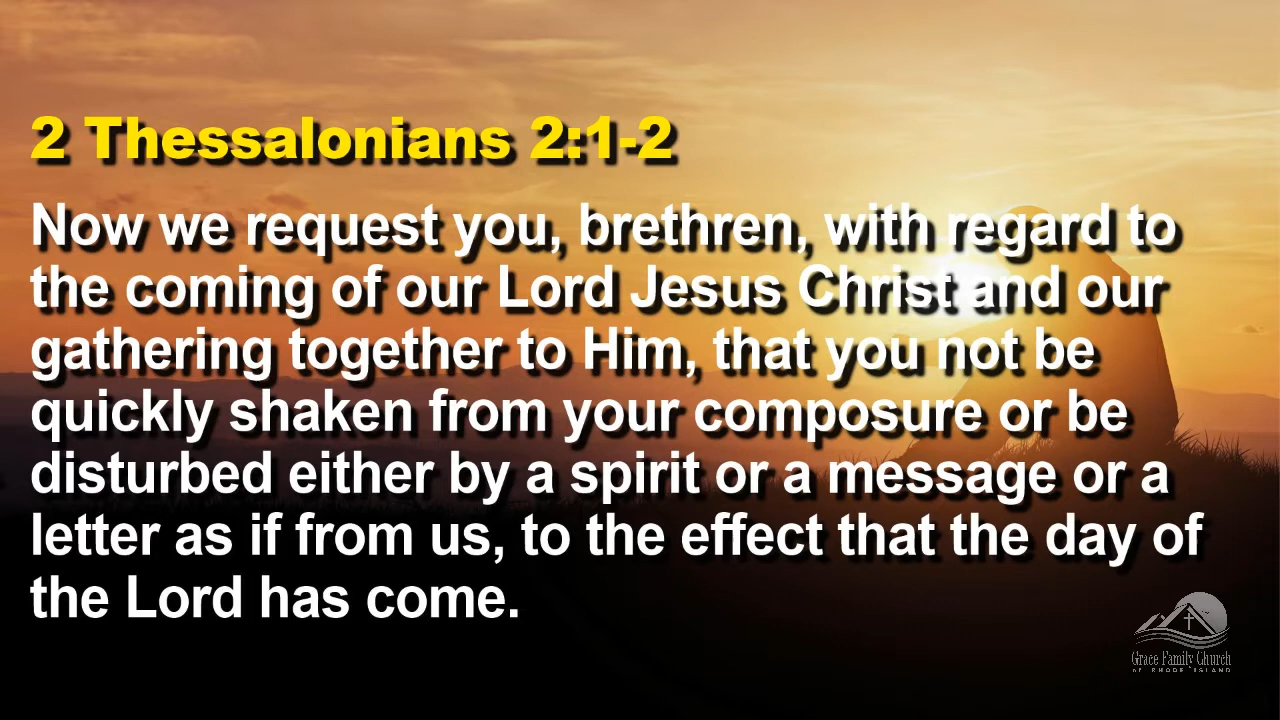 2 Thessalonians 2:1-2
Now we request you, brethren, with regard to
the coming of our Lord Jesus Christ and our
gathering together to Him, that you not be
quickly shaken from your composure or be
disturbed either by a spirit or a message or a
letter as if from us, to the effect that the day of
the Lord has come.
Grace Family Church
OF RHODE ISLAND